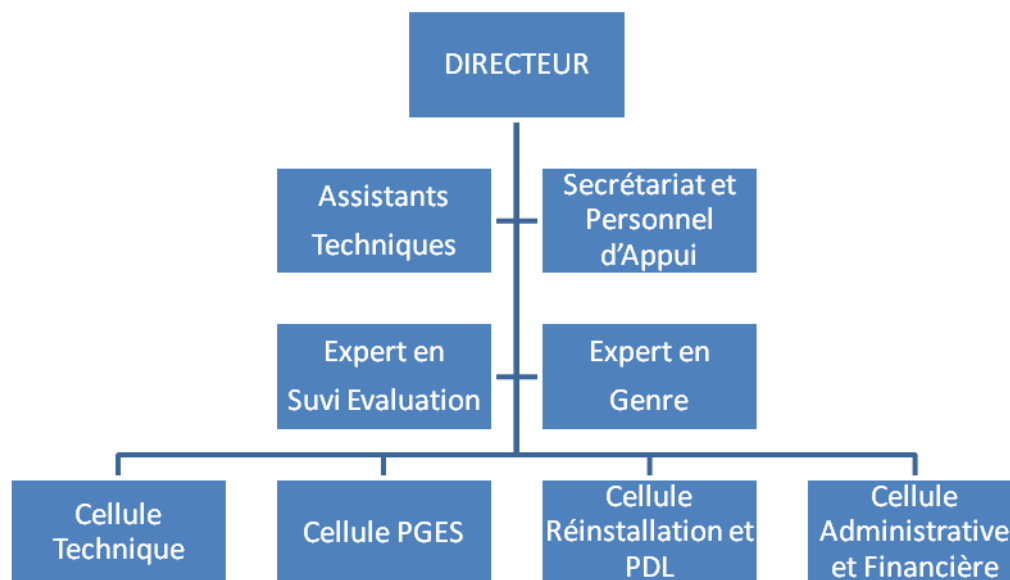 DIRECTEUR
Assistants
Techniques
Secrétariat et
Personnel
d'Appui
Expert en
Suvi Evaluation
Expert en
Genre
Cellule
Technique
Cellule PGES
Cellule
Réinstallation et
PDL
Cellule
Administrative
et Financière